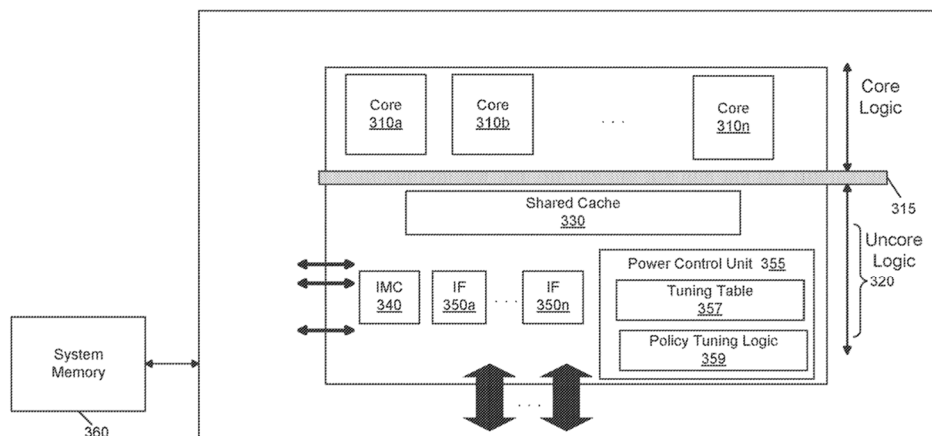 Core
310a
Core
310b
. . .
Core
310n
Core
Logic
315
Shared Cache
330
Uncore
Logic
320
Power Control Unit 355
Tuning Table
357
Policy Tuning Logic
359
IMC
340
IF
350a
. . . .
IF
350n
. . .
System
Memory
360